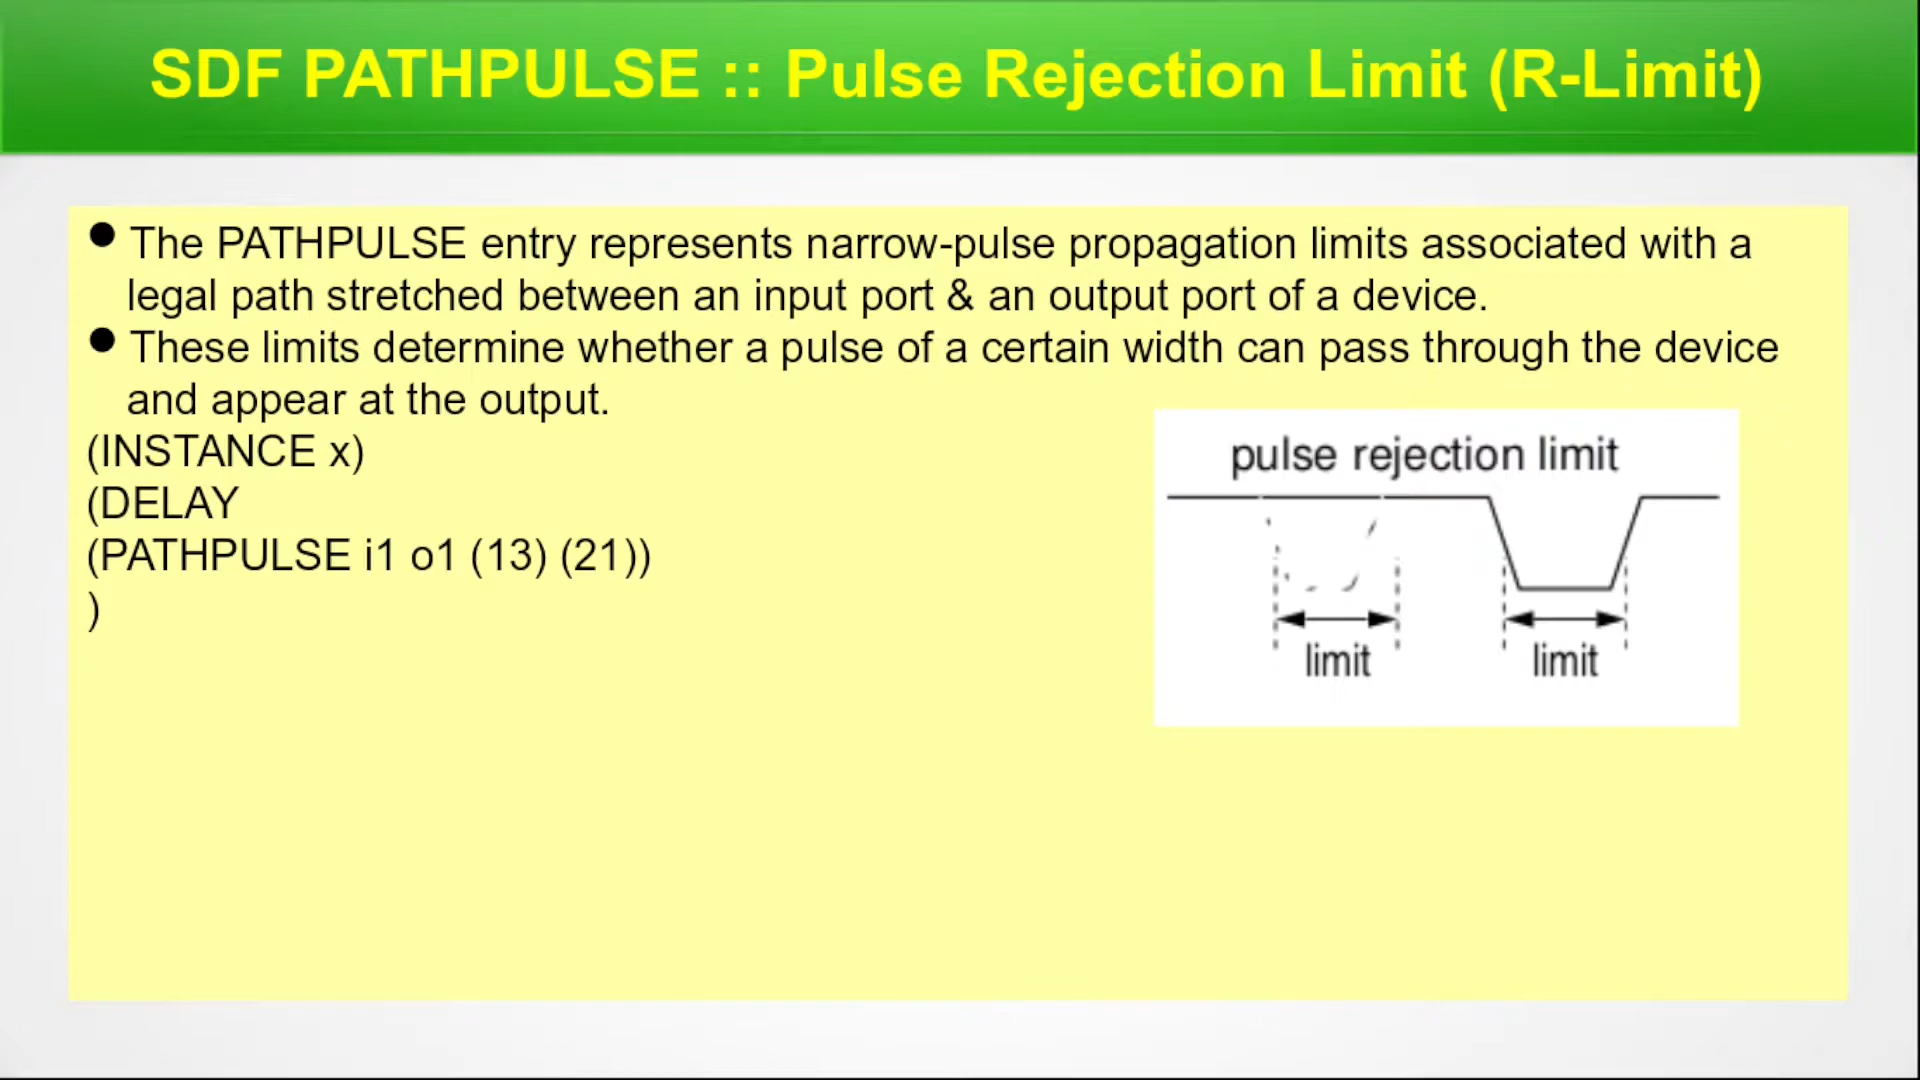 SDF PATHPULSE :: Pulse Rejection Limit (R-Limit)
● The PATHPULSE entry represents narrow-pulse propagation limits associated with a
legal path stretched between an input port & an output port of a device.
● These limits determine whether a pulse of a certain width can pass through the device
and appear at the output.
(INSTANCE x)
(DELAY
(PATHPULSE i1 o1 (13) (21))
)
pulse rejection limit
limit
limit